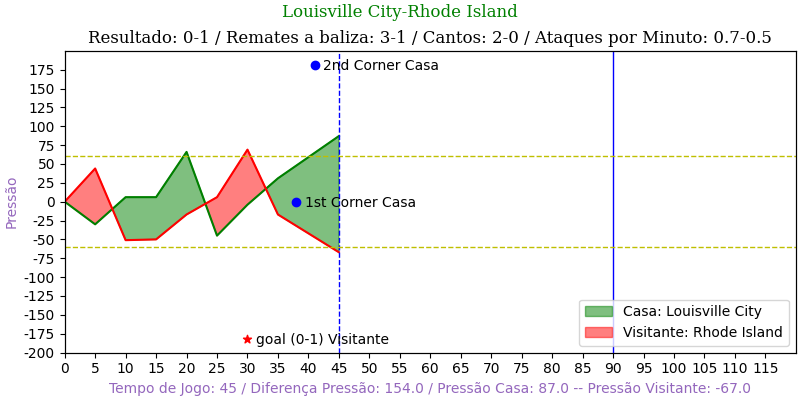 Louisville City-Rhode Island
Resultado: 0-1 / Remates a baliza: 3-1 / Cantos: 2-0 / Ataques por Minuto: 0.7-0.5
175
150
125
100
75
50
25
0
-25
-50
-75
-100
-125
-150
-175
-200
Pressão
2nd Corner Casa
1st Corner Casa
goal (0-1) Visitante
Casa: Louisville City
Visitante: Rhode Island
0 5 10 15 20 25 30 35 40 45 50 55 60 65 70 75 80 85 90 95 100 105 110 115
Tempo de Jogo: 45 / Diferença Pressão: 154.0 / Pressão Casa: 87.0 -- Pressão Visitante: -67.0